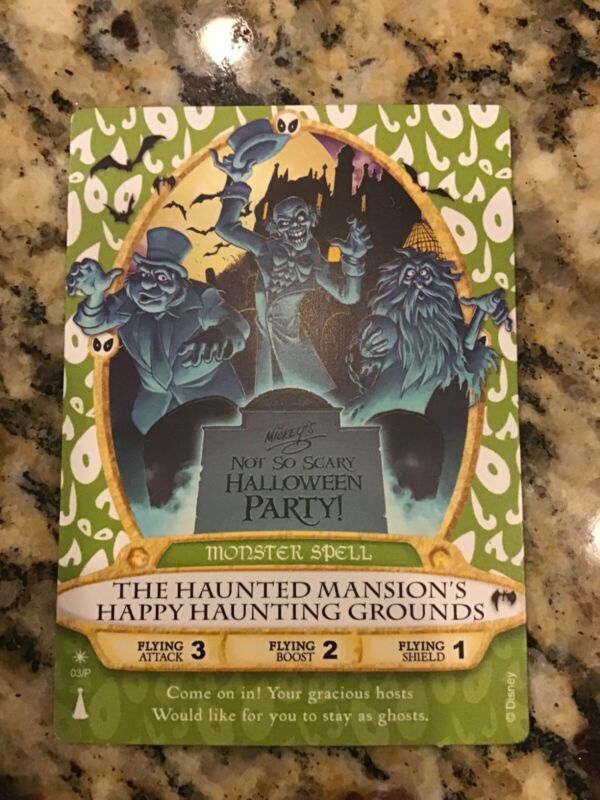 MICKEY'S
NOT SO SCARY
HALLOWEEN
PARTY!
MONSTER SPELL
THE HAUNTED MANSION'S
HAPPY HAUNTING GROUNDS
FLYING ATTACK 3 FLYING BOOST 2 FLYING SHIELD 1
03/P
Come on in! Your gracious hosts
Would like for you to stay as ghosts.
© Disney